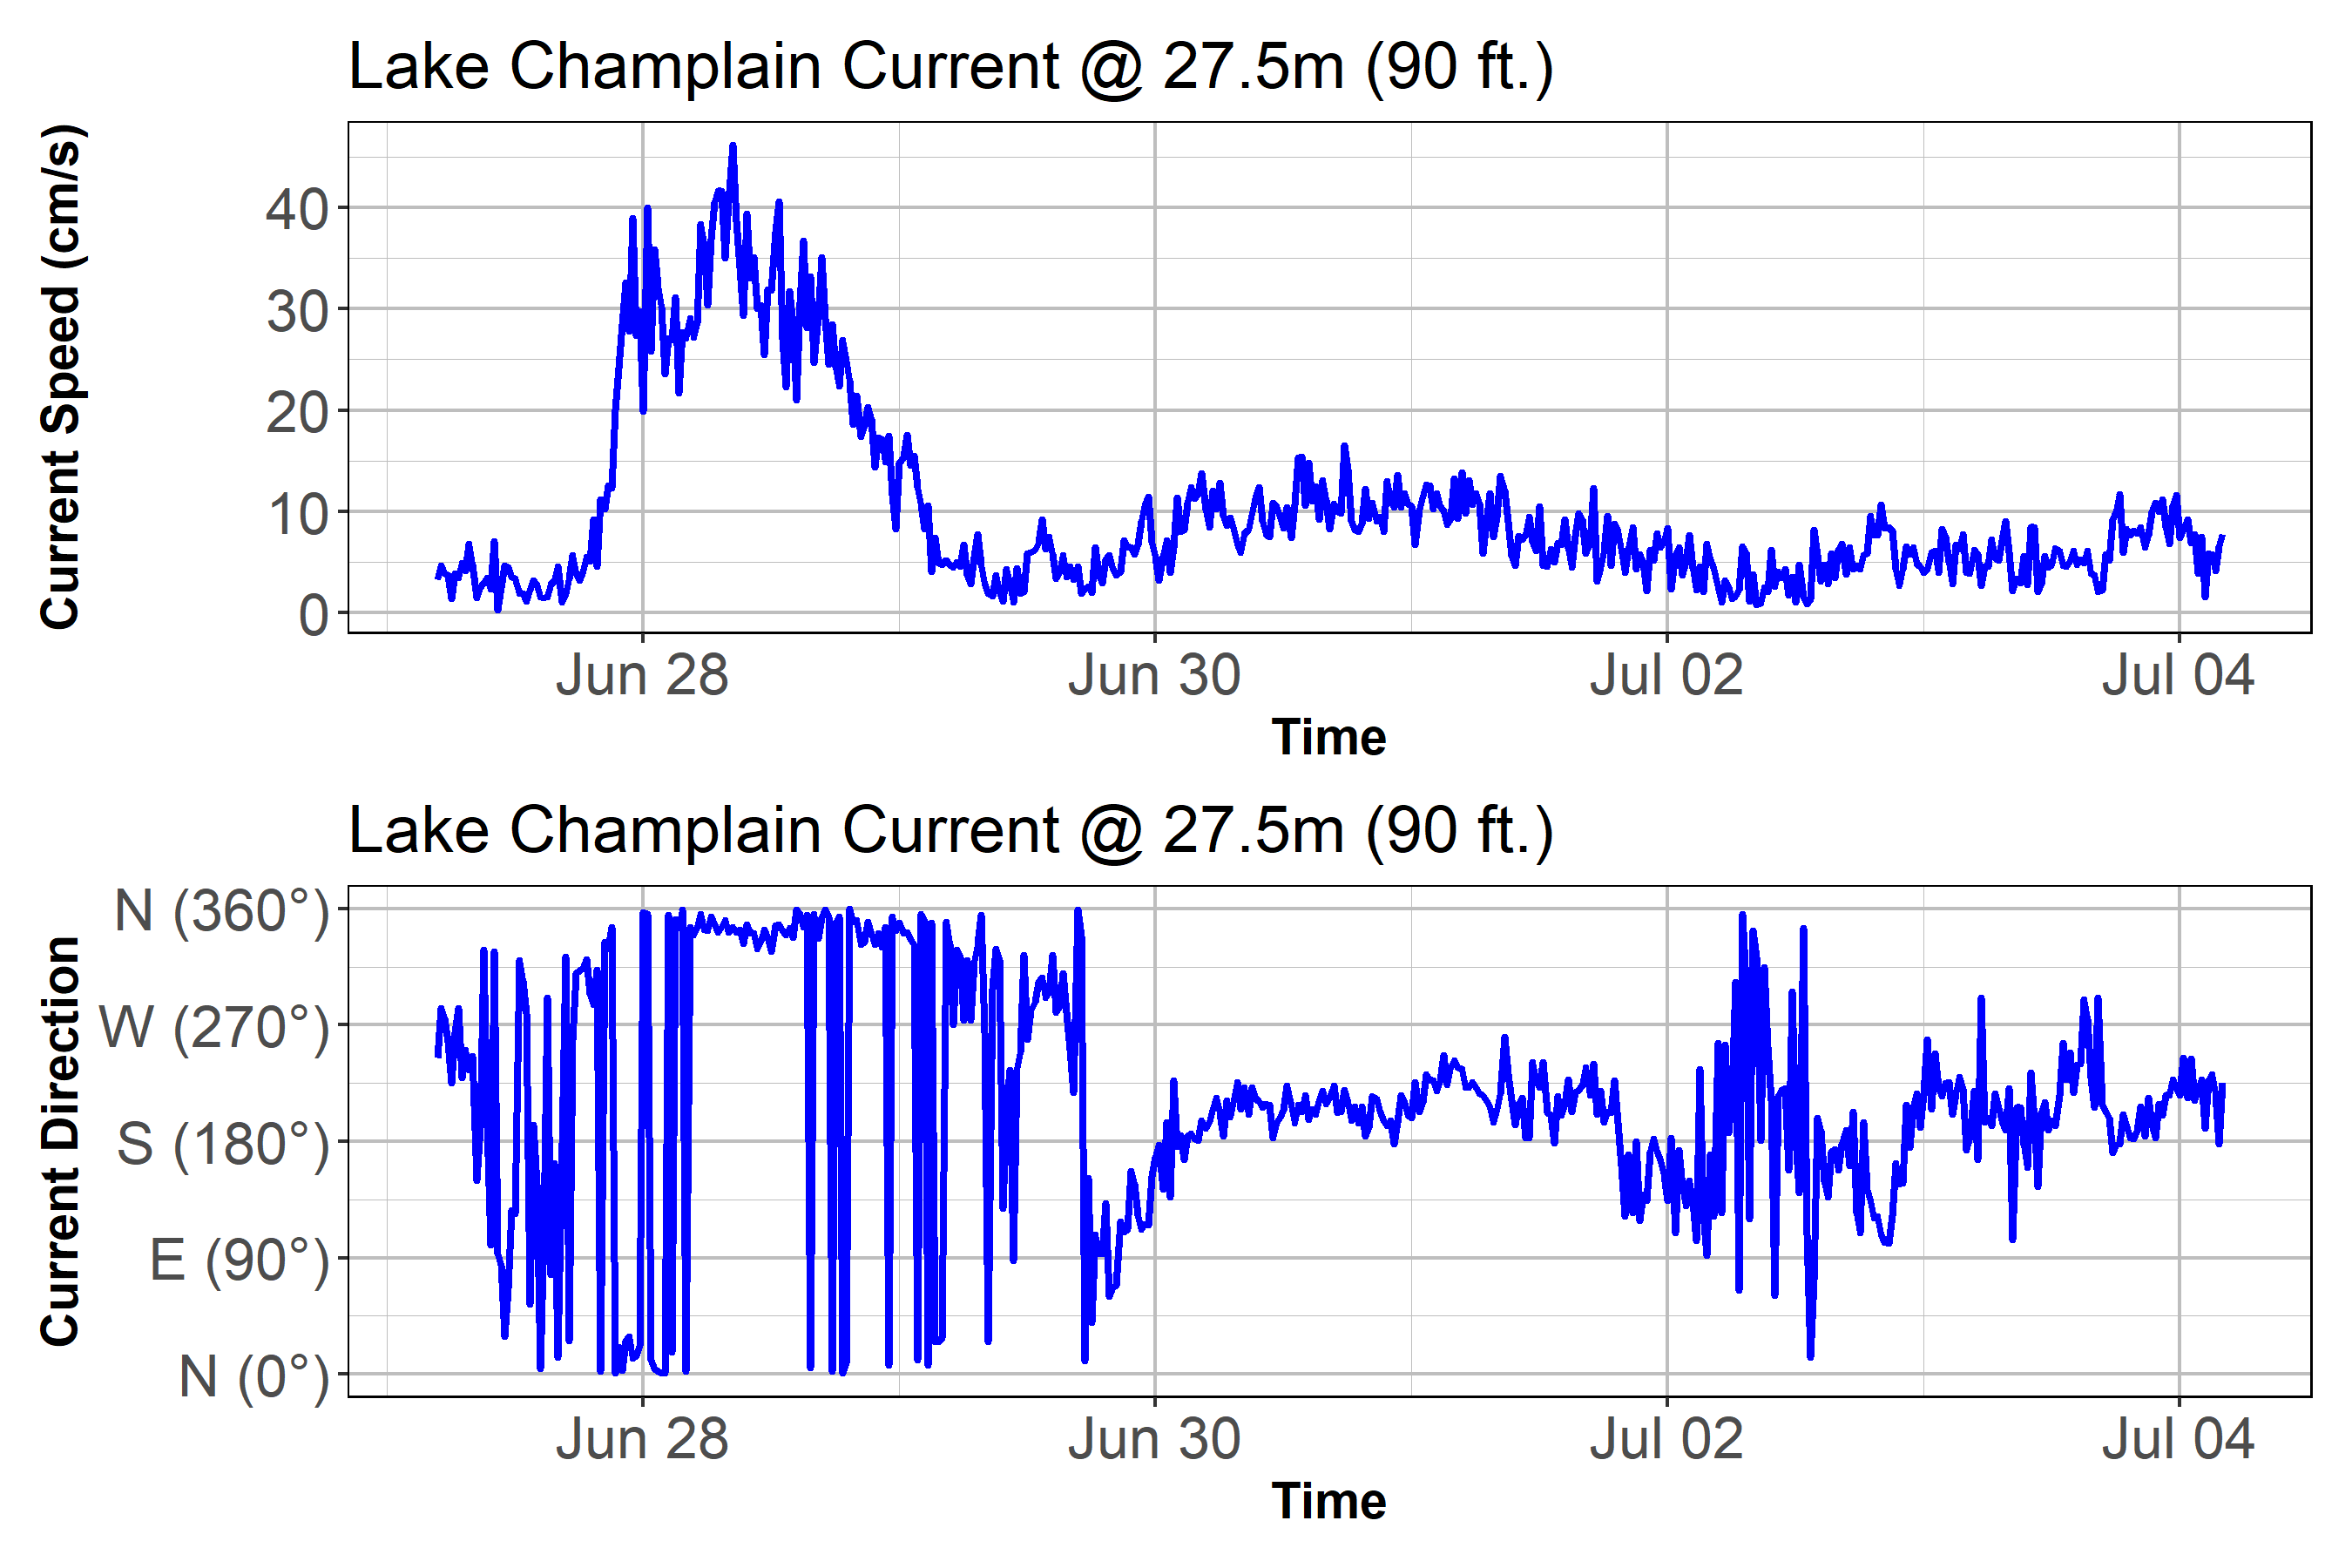 Lake Champlain Current @ 27.5m (90 ft.)
Current Speed (cm/s)
40
30
20
10
0
Jun 28
Jun 30
Jul 02
Jul 04
Time
Lake Champlain Current @ 27.5m (90 ft.)
Current Direction
N (360°)
W (270°)
S (180°)
E (90°)
N (0°)
Jun 28
Jun 30
Jul 02
Jul 04
Time